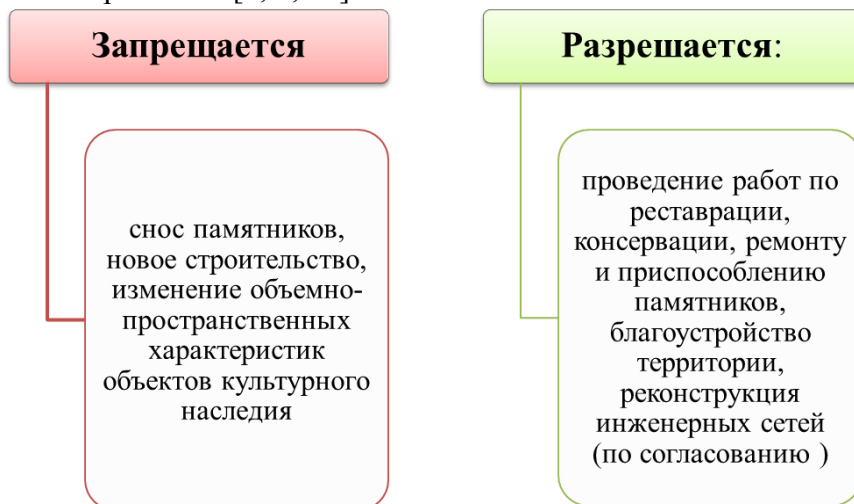 Запрещается
снос памятников,
новое строительство,
изменение объемно-
пространственных
характеристик
объектов культурного
наследия
Разрешается:
проведение работ по
реставрации,
консервации, ремонту
и приспособлению
памятников,
благоустройство
территории,
реконструкция
инженерных сетей
(по согласованию )